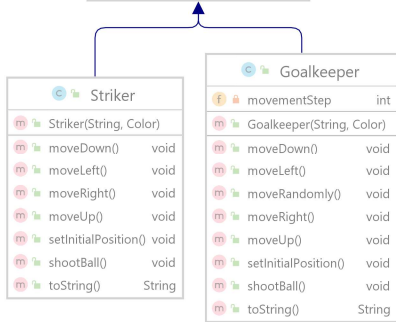 Striker
Striker(String, Color)
moveDown() void
moveLeft() void
moveRight() void
moveUp() void
setInitialPosition() void
shootBall() void
toString() String
Goalkeeper
movementStep int
Goalkeeper(String, Color)
moveDown() void
moveLeft() void
moveRandomly() void
moveRight() void
moveUp() void
setInitialPosition() void
shootBall() void
toString() String